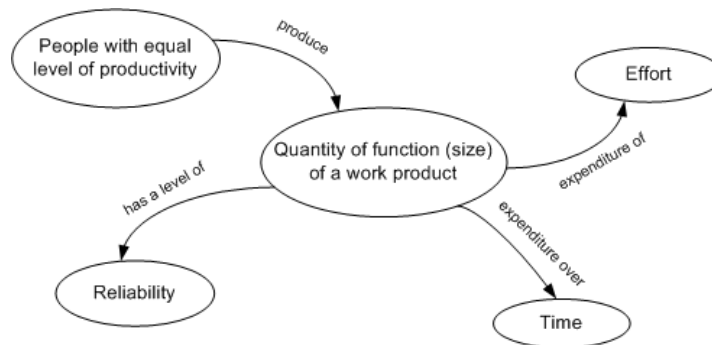 People with equal
level of productivity
produce
Effort
Quantity of function (size)
of a work product
expenditure of
has a level of
expenditure over
Reliability
Time